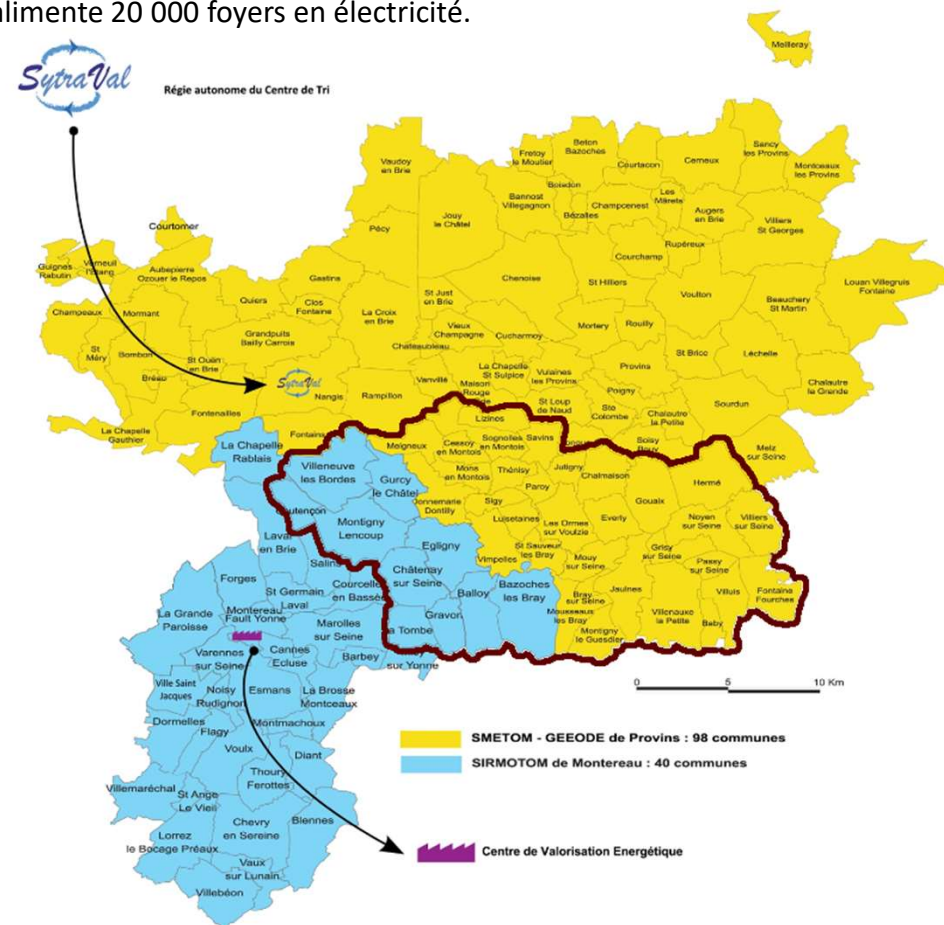 alimente 20 000 foyers en électricité.
SytraVal
Régie autonome du Centre de Tri
Meilleray
Vaudoy
en Brie
Fretoy
le Moutier
Beton
Bazoches
Courtacon
Cerneux
Sancy
les Provins
Montceaux
les Provins
Boisdon
Bannost
Villegagnon
Bézalles
Champcenest
Les
Marets
Augers
en Brie
Villiers
St Georges
Courtomer
Pécy
Jouy
le Châtel
Rupéreux
Courchamp
Guignes
Rabutin
Verneuil
l'Etang
Aubepierre
Ozouer le Repos
Gastins
Chenoise
St Hilliers
Voulton
Louan Villegruis
Fontaine
Champeaux
Mormant
Quiers
Clos
Fontaine
St Just
en Brie
La Croix
en Brie
Beauchery
St Martin
Vieux
Champagne
Cucharmoy
Mortery
Rouilly
Grandpuits
Bailly Carrois
Chateaubleau
St
Méry
Bombon
St Ouen
en Brie
Bréau
St Brice
Léchelle
La Chapelle
St Sulpice
Vulaines
les Provins
Provins
SytraVal
Nangis
Rampillon
Vanvillé
Maison
Rouge
Poigny
Chalautre
la Grande
St Loup
de Naud
Ste
Colombe
Chalautre
la Petite
Sourdun
Fontenailles
La Chapelle
Gauthier
Lizines
Fontains
La Chapelle
Rablais
Meigneux
Cessoy
en Montois
Sognolles
en Montois
Savins
Soisy
Bouy
Melz
sur Seine
Villeneuve
les Bordes
Gurcy
le Châtel
Mons
en Montois
Thénisy
Jutigny
Chalmaison
Hermé
Paroy
Donnemarie
Dontilly
Sigy
Gouaix
Montigny
Lencoup
Luisetaines
Les Ormes
sur Voulzie
Everly
Noyen
sur Seine
Villiers
sur Seine
Laval
en Brie
Egligny
Vimpelles
St Sauveur
les Bray
Mouy
sur Seine
Grisy
sur Seine
Passy
sur Seine
Salins
Châtenay
sur Seine
Forges
St Germain
Laval
Courcelle
en Bassée
Balloy
Bazoches
les Bray
Bray
sur Seine
Jaulnes
Villuis
Fontaine
Fourches
La Grande
Paroisse
Montereau
Fault Yonne
Marolles
sur Seine
Gravon
La Tombe
Mousseaux
les Bray
Villenauxe
la Petite
Baby
Montigny
le Guesdier
Varennes
sur Seine
Cannes
Ecluse
Barbey
sur Yonne
Ville Saint
Jacques
Noisy
Rudignon
Esmans
La Brosse
Montceaux
0 5 10 Km
Dormelles
Flagy
Montmachoux
SMETOM - GEEODE de Provins : 98 communes
SIRMOTOM de Montereau : 40 communes
Voulx
Diant
Thoury
Ferottes
Villemaréchal
St Ange
Le Vieil
Chevry
en Sereine
Blennes
Lorrez
le Bocage Préaux
Centre de Valorisation Energétique
Vaux
sur Lunain
Villebéon